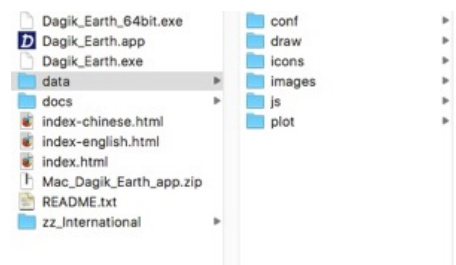 Dagik_Earth_64bit.exe
Dagik_Earth.app
Dagik_Earth.exe
data
docs
index-chinese.html
index-english.html
index.html
Mac_Dagik_Earth_app.zip
README.txt
zz_International
conf
draw
icons
images
js
plot